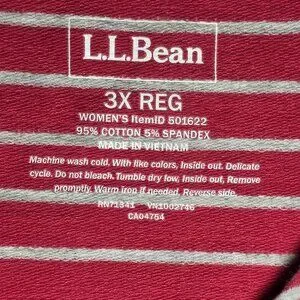 L.L.Bean
3X REG
WOMEN'S ItemID 501622
95% COTTON 5% SPANDEX
MADE IN VIETNAM
Machine wash cold. With like colors, Inside out. Delicate
cycle. Do not bleach. Tumble dry low, Inside out, Remove
promptly. Warm iron if needed. Reverse side.
RN71341 VN1002746
CA04754